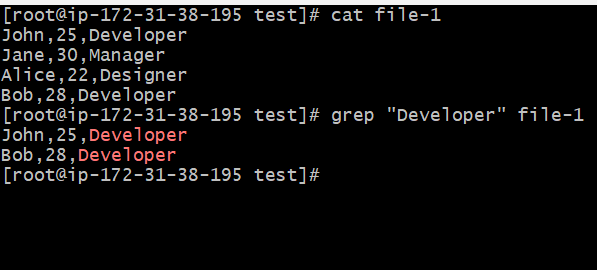 [root@ip-172-31-38-195 test]# cat file-1
John,25,Developer
Jane,30,Manager
Alice,22,Designer
Bob,28,Developer
[root@ip-172-31-38-195 test]# grep "Developer" file-1
John,25,Developer
Bob,28,Developer
[root@ip-172-31-38-195 test]#